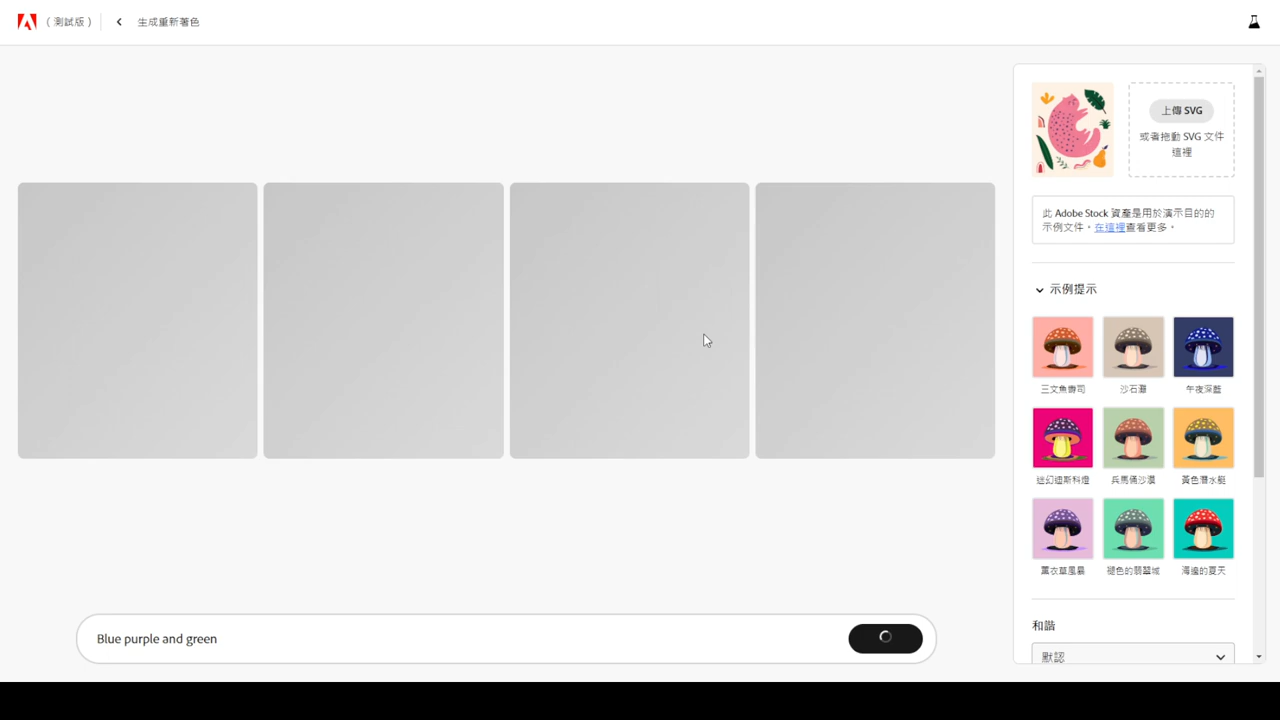 （測試版）
生成重新著色
上傳 SVG
或者拖動 SVG 文件
這裡
此 Adobe Stock 資產是用於演示目的的
示例文件。在這裡查看更多。
示例提示
三文魚壽司
沙石灘
午夜深藍
迷幻迪斯科燈
兵馬俑沙漠
黃色潛水艇
薰衣草風暴
褪色的翡翠城
海邊的夏天
和諧
默認
Blue purple and green